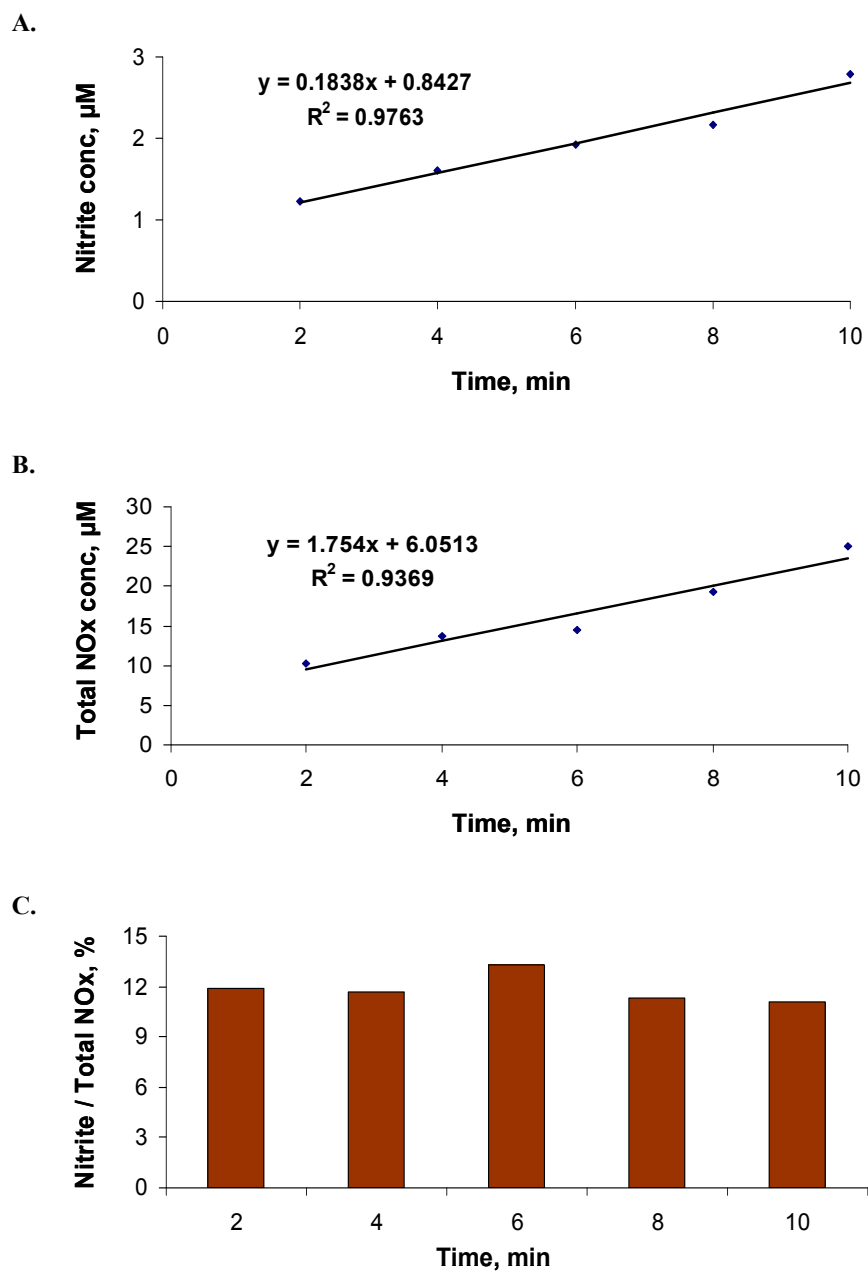 A.
3
2
1
0
Nitrite conc, µM
y = 0.1838x + 0.8427
R² = 0.9763
0 2 4 6 8 10
Time, min
B.
30
25
20
15
10
5
0
Total NOx conc, µM
y = 1.754x + 6.0513
R² = 0.9369
0 2 4 6 8 10
Time, min
C.
15
12
9
6
3
0
Nitrite / Total NOx, %
2 4 6 8 10
Time, min